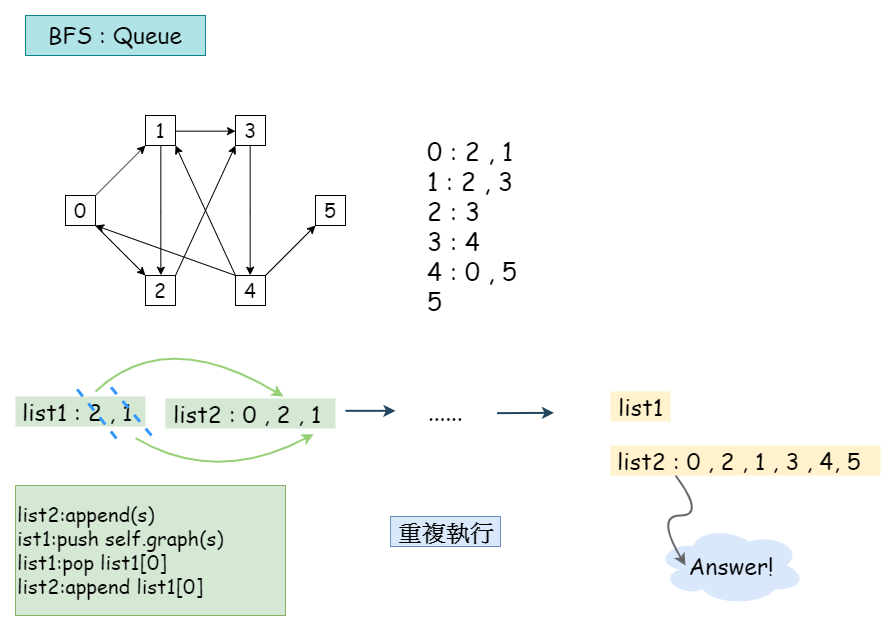 BFS : Queue
1
3
0
5
2
4
0 : 2 , 1
1 : 2 , 3
2 : 3
3 : 4
4 : 0 , 5
5
list1 : 2 , 1
list2 : 0 , 2 , 1
......
list1
list2 : 0 , 2 , 1 , 3 , 4, 5
list2:append(s)
ist1:push self.graph(s)
list1:pop list1[0]
list2:append list1[0]
重複執行
Answer!